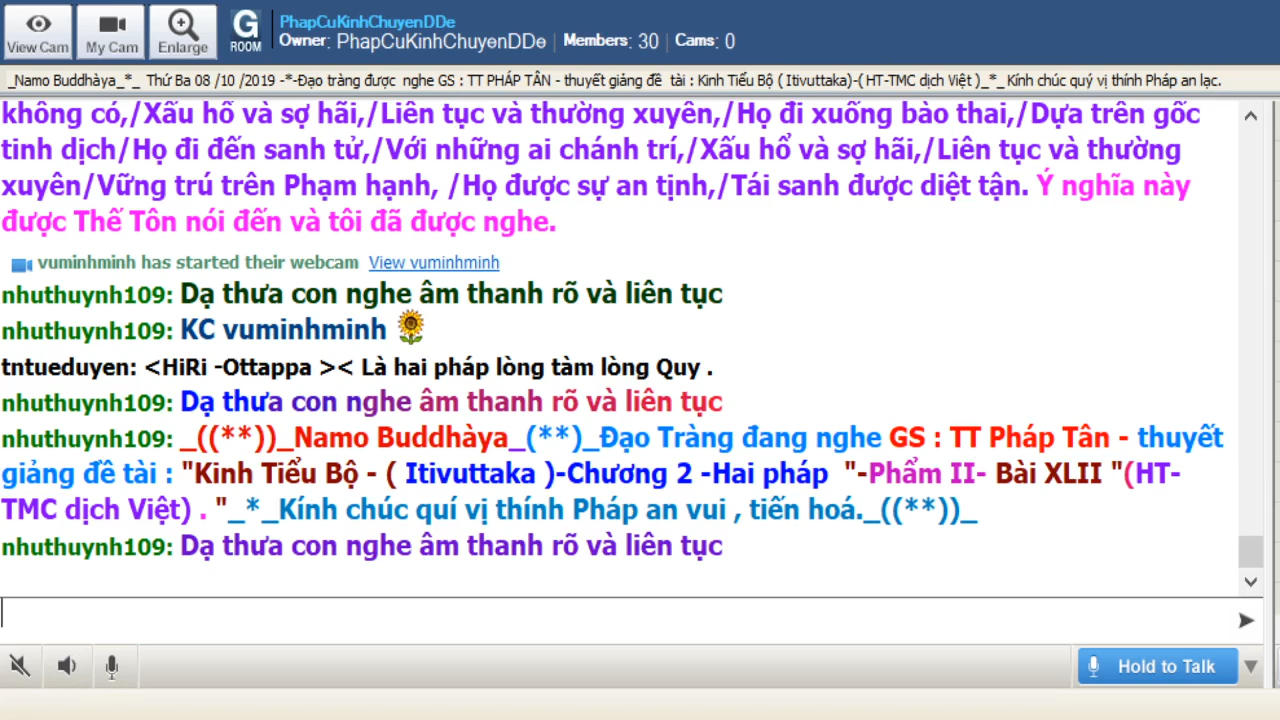 View Cam
My Cam
Enlarge
G ROOM
PhapCuKinhChuyenDDe
Owner: PhapCuKinhChuyenDDe | Members: 30 | Cams: 0
_Namo Buddhàya_*_ Thứ Ba 08 /10 /2019 -*-Đạo tràng được nghe GS : TT PHÁP TÂN - thuyết giảng đề tài : Kinh Tiểu Bộ ( Itivuttaka)-( HT-TMC dịch Việt )_*_Kính chúc quý vị thính Pháp an lạc.
không có,/Xấu hổ và sợ hãi,/Liên tục và thường xuyên,/Họ đi xuống bào thai,/Dựa trên gốc
tinh dịch/Họ đi đến sanh tử,/Với những ai chánh trí,/Xấu hổ và sợ hãi,/Liên tục và thường
xuyên/Vững trú trên Phạm hạnh, /Họ được sự an tịnh,/Tái sanh được diệt tận. Ý nghĩa này
được Thế Tôn nói đến và tôi đã được nghe.
vuminhminh has started their webcam View vuminhminh
nhuthuynh109: Dạ thưa con nghe âm thanh rõ và liên tục
nhuthuynh109: KC vuminhminh
tntueduyen: <HiRi -Ottappa >< Là hai pháp lòng tàm lòng Quy .
nhuthuynh109: Dạ thưa con nghe âm thanh rõ và liên tục
nhuthuynh109: _((**))_Namo Buddhàya_(**)_Đạo Tràng đang nghe GS : TT Pháp Tân - thuyết
giảng đề tài : "Kinh Tiểu Bộ - ( Itivuttaka )-Chương 2 -Hai pháp "-Phẩm II- Bài XLII "(HT-
TMC dịch Việt) . "_*_Kính chúc quí vị thính Pháp an vui , tiến hoá._((**))_
nhuthuynh109: Dạ thưa con nghe âm thanh rõ và liên tục
Hold to Talk